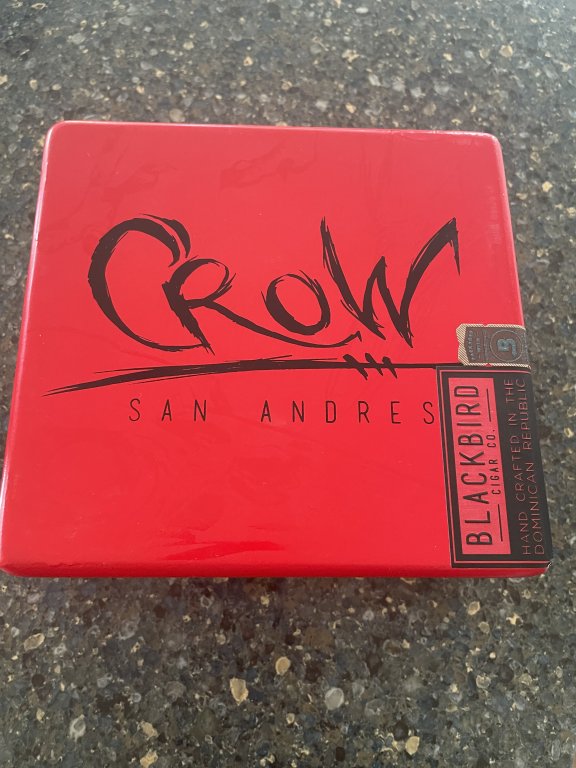 CROW
SAN ANDRES
B
BLACKBIRD
CIGAR CO.
HAND CRAFTED IN THE
DOMINICAN REPUBLIC